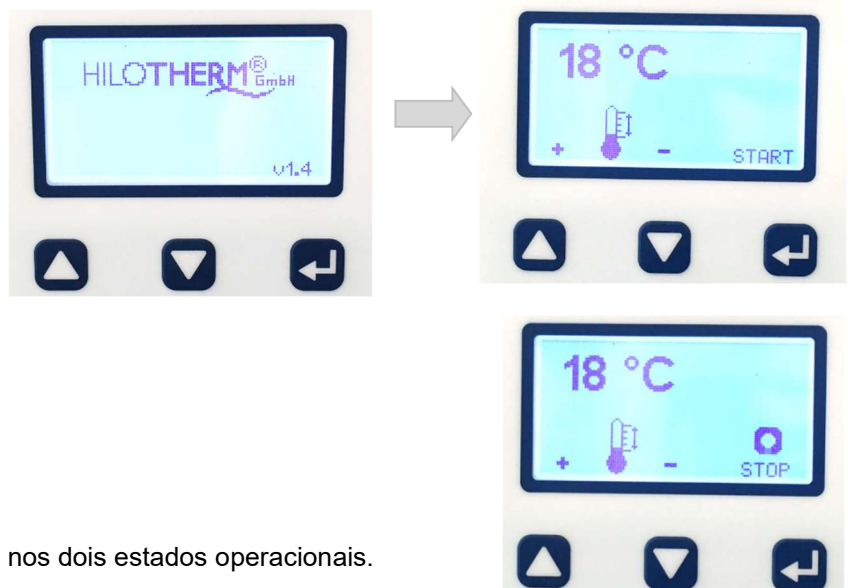 HILOTHERM® GmbH
v1.4
18 °C
+ -
START
18 °C
+ -
STOP
nos dois estados operacionais.